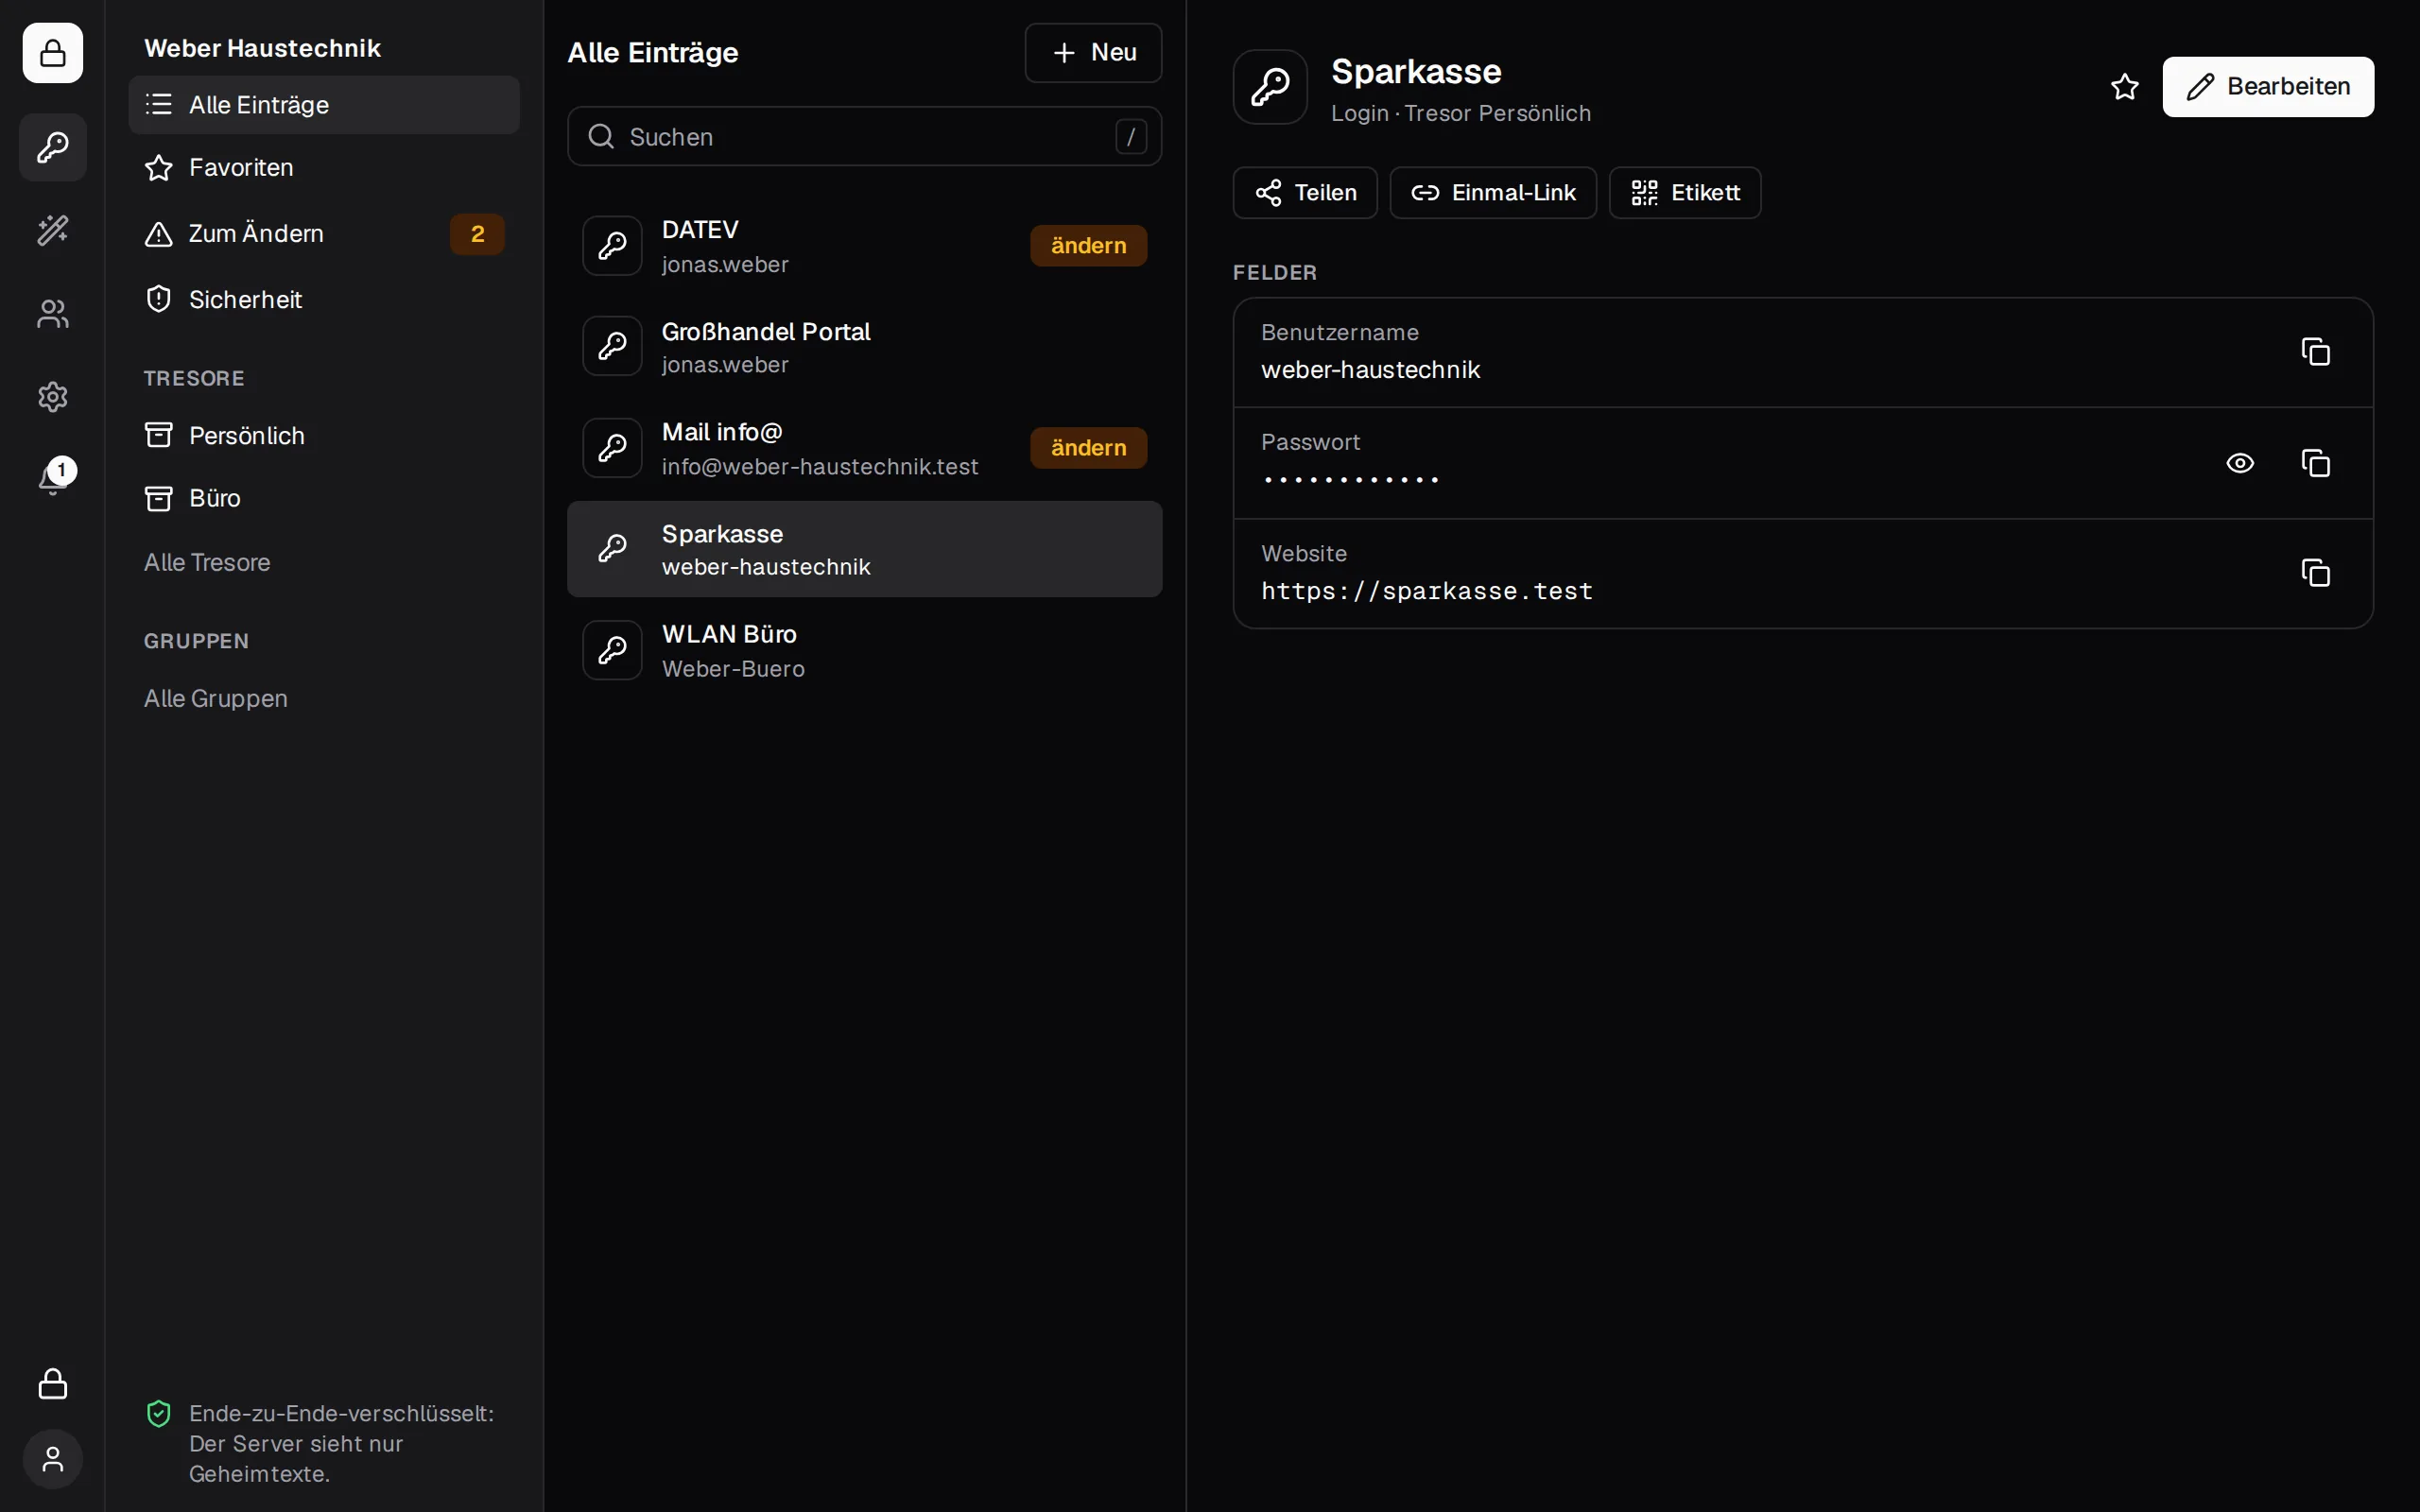 Weber Haustechnik
Alle Einträge
Favoriten
Zum Ändern
2
Sicherheit
TRESORE
Persönlich
Büro
Alle Tresore
GRUPPEN
Alle Gruppen
1
Ende-zu-Ende-verschlüsselt:
Der Server sieht nur
Geheimtexte.
Alle Einträge
Neu
Suchen
/
DATEV
jonas.weber
ändern
Großhandel Portal
jonas.weber
Mail info@
info@weber-haustechnik.test
ändern
Sparkasse
weber-haustechnik
WLAN Büro
Weber-Buero
Sparkasse
Login · Tresor Persönlich
Bearbeiten
Teilen
Einmal-Link
Etikett
FELDER
Benutzername
weber-haustechnik
Passwort
••••••••••••
Website
https://sparkasse.test